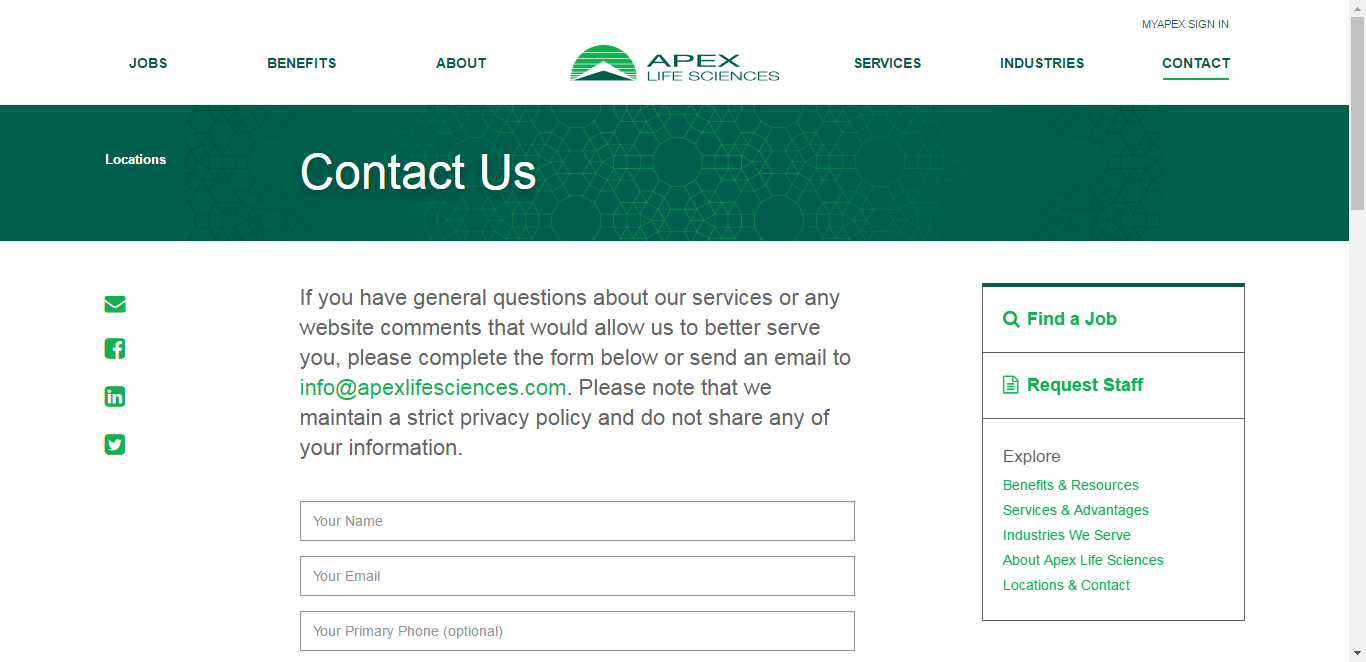 MYAPEX SIGN IN
JOBS
BENEFITS
ABOUT
APEX
LIFE SCIENCES
SERVICES
INDUSTRIES
CONTACT
Locations
Contact Us
If you have general questions about our services or any
website comments that would allow us to better serve
you, please complete the form below or send an email to
info@apexlifesciences.com. Please note that we
maintain a strict privacy policy and do not share any of
your information.
Your Name
Your Email
Your Primary Phone (optional)
Find a Job
Request Staff
Explore
Benefits & Resources
Services & Advantages
Industries We Serve
About Apex Life Sciences
Locations & Contact